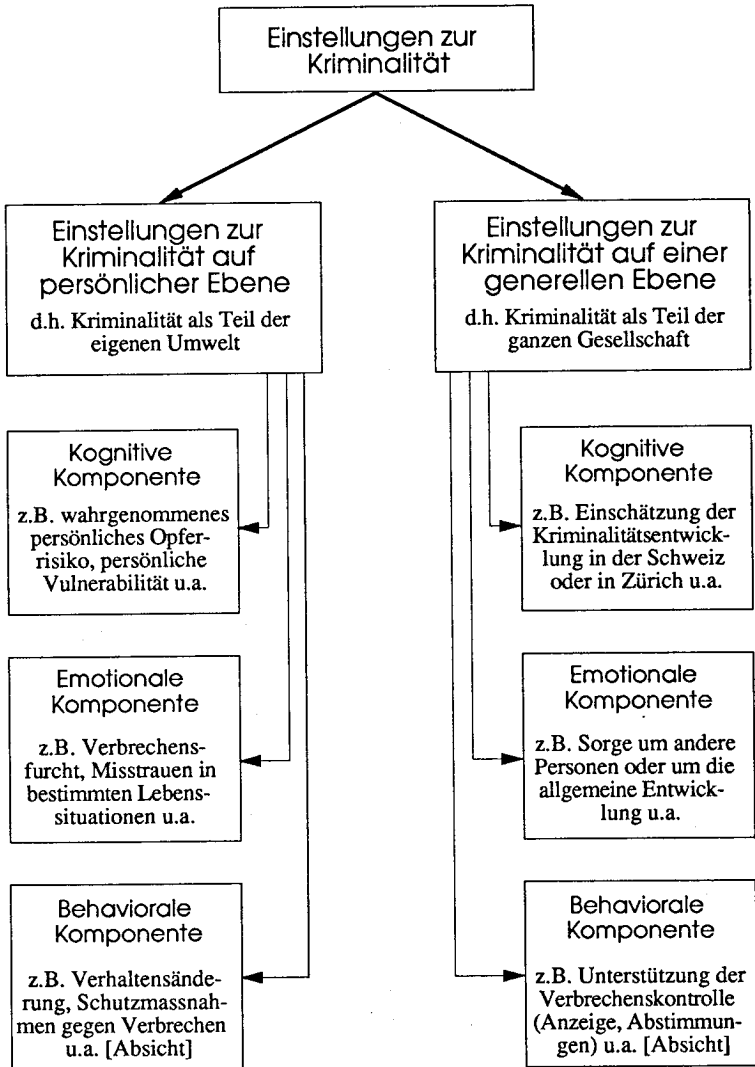 Einstellungen zur
Kriminalität
Einstellungen zur
Kriminalität auf
persönlicher Ebene
d.h. Kriminalität als Teil der
eigenen Umwelt
Einstellungen zur
Kriminalität auf einer
generellen Ebene
d.h. Kriminalität als Teil der
ganzen Gesellschaft
Kognitive
Komponente
z.B. wahrgenommenes
persönliches Opfer-
risiko, persönliche
Vulnerabilität u.a.
Kognitive
Komponente
z.B. Einschätzung der
Kriminalitätsentwick-
lung in der Schweiz
oder in Zürich u.a.
Emotionale
Komponente
z.B. Verbrechens-
furcht, Misstrauen in
bestimmten Lebens-
situationen u.a.
Emotionale
Komponente
z.B. Sorge um andere
Personen oder um die
allgemeine Entwick-
lung u.a.
Behaviorale
Komponente
z.B. Verhaltensände-
rung, Schutzmassnah-
men gegen Verbrechen
u.a. [Absicht]
Behaviorale
Komponente
z.B. Unterstützung der
Verbrechenskontrolle
(Anzeige, Abstimmun-
gen) u.a. [Absicht]